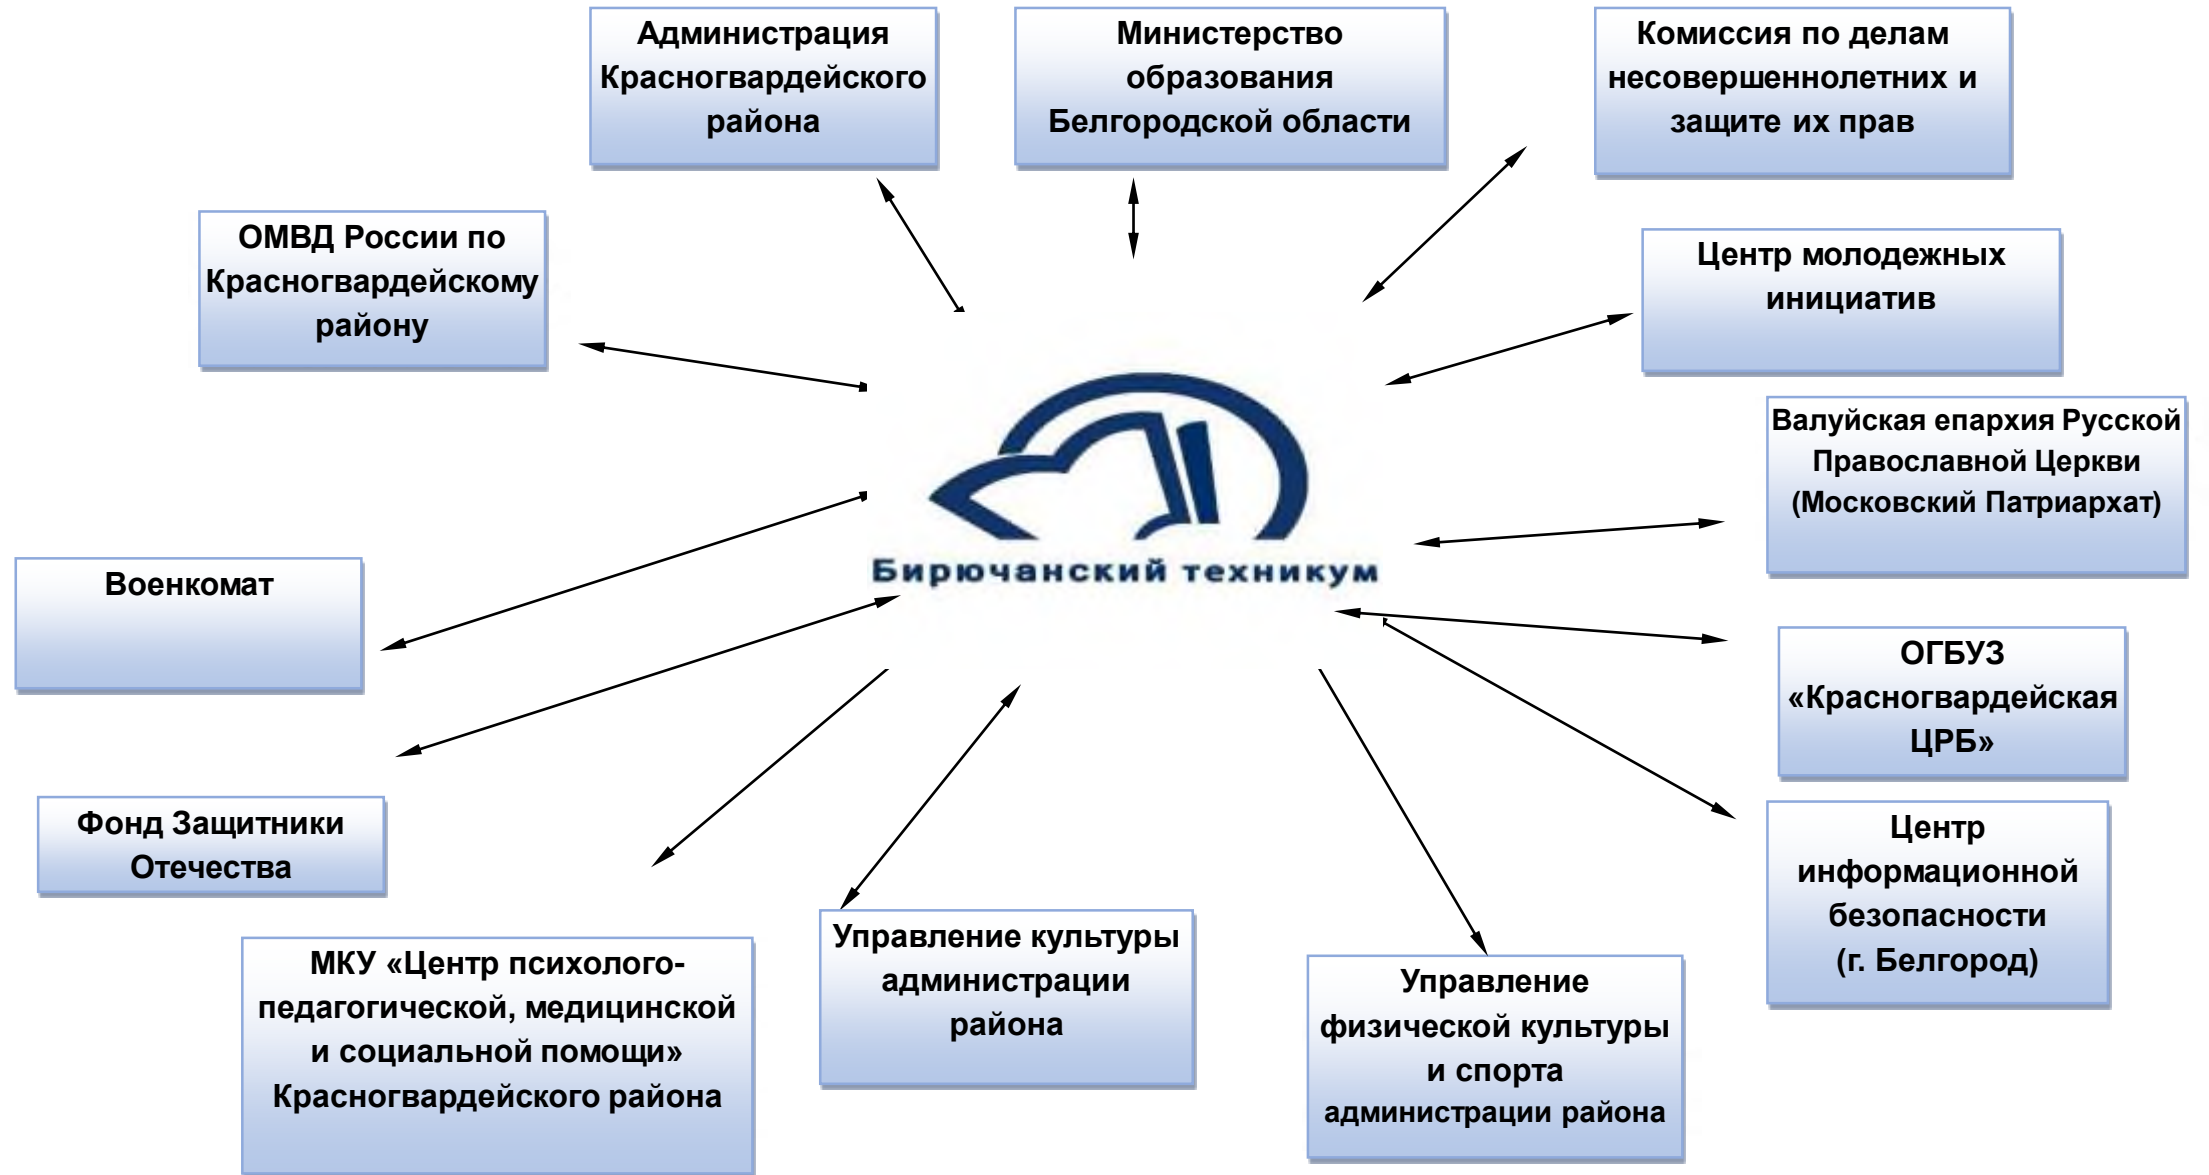 Администрация
Красногвардейского
района
Министерство
образования
Белгородской области
Комиссия по делам
несовершеннолетних и
защите их прав
ОМВД России по
Красногвардейскому
району
Центр молодежных
инициатив
Валуйская епархия Русской
Православной Церкви
(Московский Патриархат)
Бирючанский техникум
Военкомат
ОГБУЗ
«Красногвардейская
ЦРБ»
Фонд Защитники
Отечества
Центр
информационной
безопасности
(г. Белгород)
МКУ «Центр психолого-
педагогической, медицинской
и социальной помощи»
Красногвардейского района
Управление культуры
администрации
района
Управление
физической культуры
и спорта
администрации района